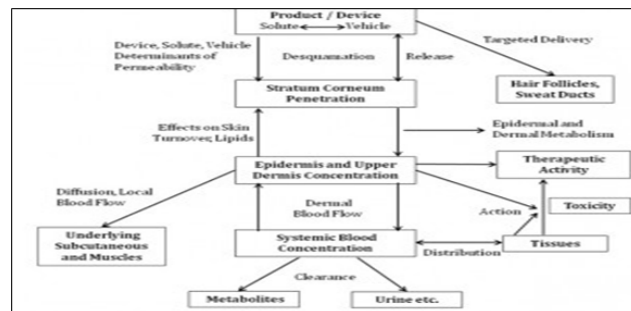 Product / Device
Solute Vehicle
Device, Solute, Vehicle
Determinants of
Permeability
Desquamation
Release
Targeted Delivery
Hair Follicles,
Sweat Ducts
Stratum Corneum
Penetration
Effects on Skin
Turnover, Lipids
Epidermal and
Dermal Metabolism
Epidermis and Upper
Dermis Concentration
Therapeutic
Activity
Diffusion, Local
Blood Flow
Dermal
Blood Flow
Action
Toxicity
Underlying
Subcutaneous
and Muscles
Systemic Blood
Concentration
Distribution
Tissues
Clearance
Metabolites
Urine etc.